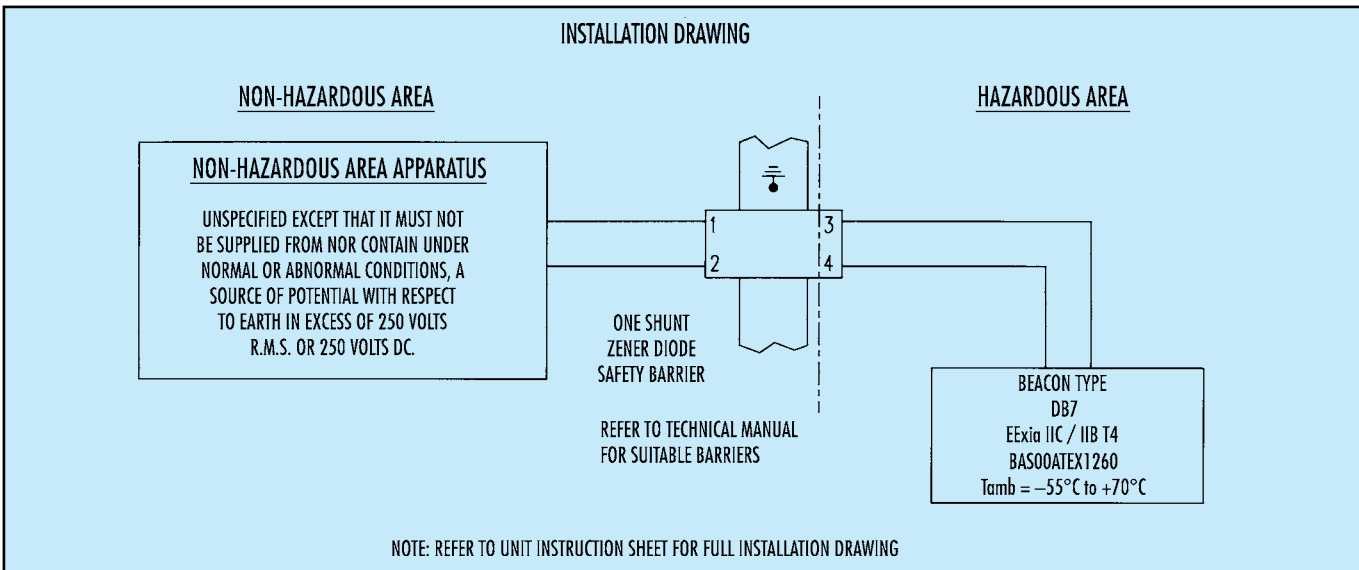 INSTALLATION DRAWING
NON-HAZARDOUS AREA
HAZARDOUS AREA
NON-HAZARDOUS AREA APPARATUS
UNSPECIFIED EXCEPT THAT IT MUST NOT
BE SUPPLIED FROM NOR CONTAIN UNDER
NORMAL OR ABNORMAL CONDITIONS, A
SOURCE OF POTENTIAL WITH RESPECT
TO EARTH IN EXCESS OF 250 VOLTS
R.M.S. OR 250 VOLTS DC.
1
2
3
4
ONE SHUNT
ZENER DIODE
SAFETY BARRIER
REFER TO TECHNICAL MANUAL
FOR SUITABLE BARRIERS
BEACON TYPE
DB7
EExia IIC / IIB T4
BAS00ATEX1260
Tamb = –55°C to +70°C
NOTE: REFER TO UNIT INSTRUCTION SHEET FOR FULL INSTALLATION DRAWING